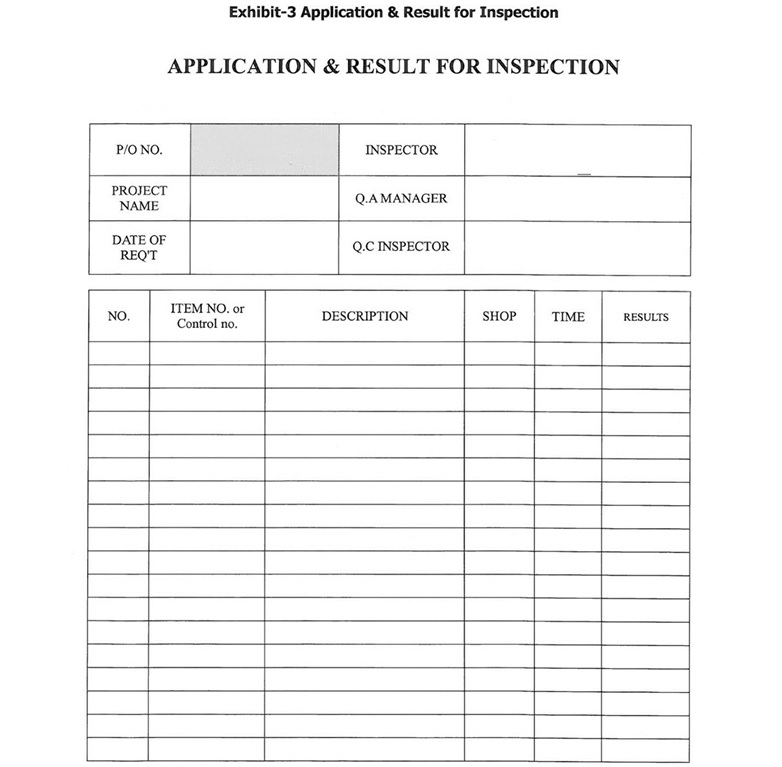 Exhibit-3 Application & Result for Inspection
APPLICATION & RESULT FOR INSPECTION
P/O NO.
INSPECTOR
PROJECT
NAME
Q.A MANAGER
DATE OF
REQ'T
Q.C INSPECTOR
NO.
ITEM NO. or
Control no.
DESCRIPTION
SHOP
TIME
RESULTS